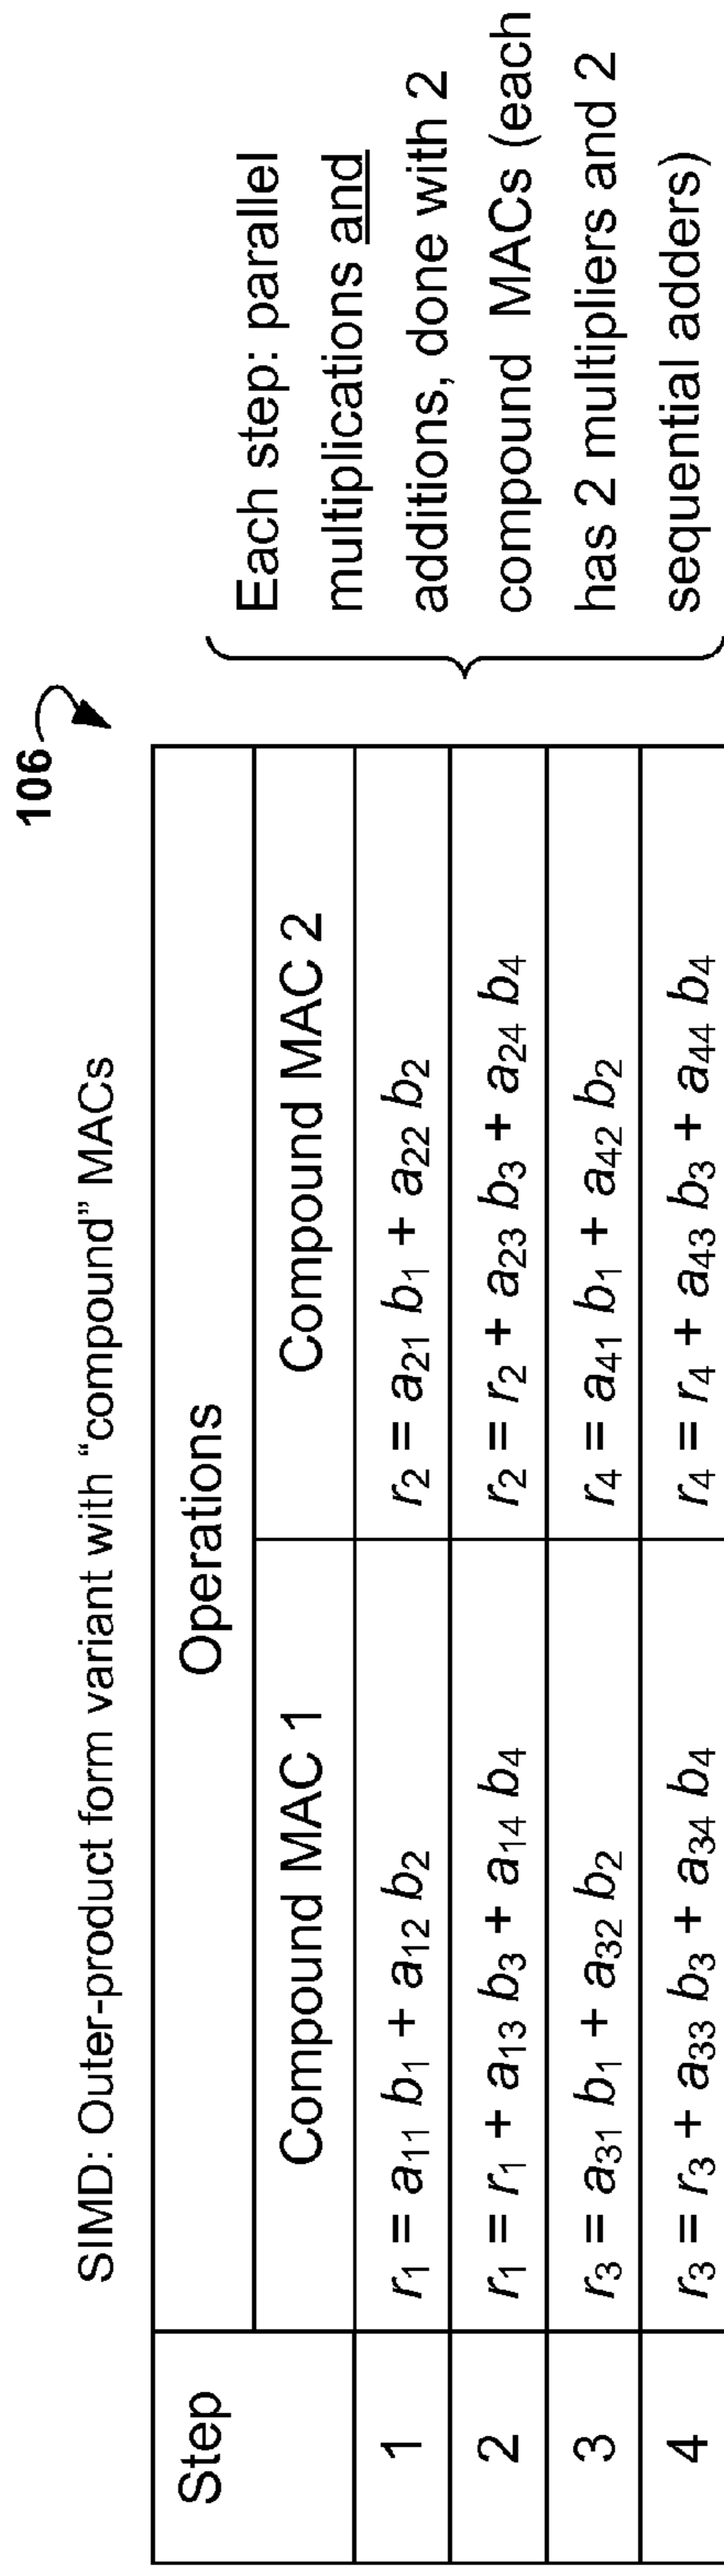 106
SIMD: Outer-product form variant with “compound” MACs
Step Operations
Compound MAC 1 Compound MAC 2
1 r₁ = a₁₁ b₁ + a₁₂ b₂ r₂ = a₂₁ b₁ + a₂₂ b₂
2 r₁ = r₁ + a₁₃ b₃ + a₁₄ b₄ r₂ = r₂ + a₂₃ b₃ + a₂₄ b₄
3 r₃ = a₃₁ b₁ + a₃₂ b₂ r₄ = a₄₁ b₁ + a₄₂ b₂
4 r₃ = r₃ + a₃₃ b₃ + a₃₄ b₄ r₄ = r₄ + a₄₃ b₃ + a₄₄ b₄
Each step: parallel
multiplications and
additions, done with 2
compound MACs (each
has 2 multipliers and 2
sequential adders)